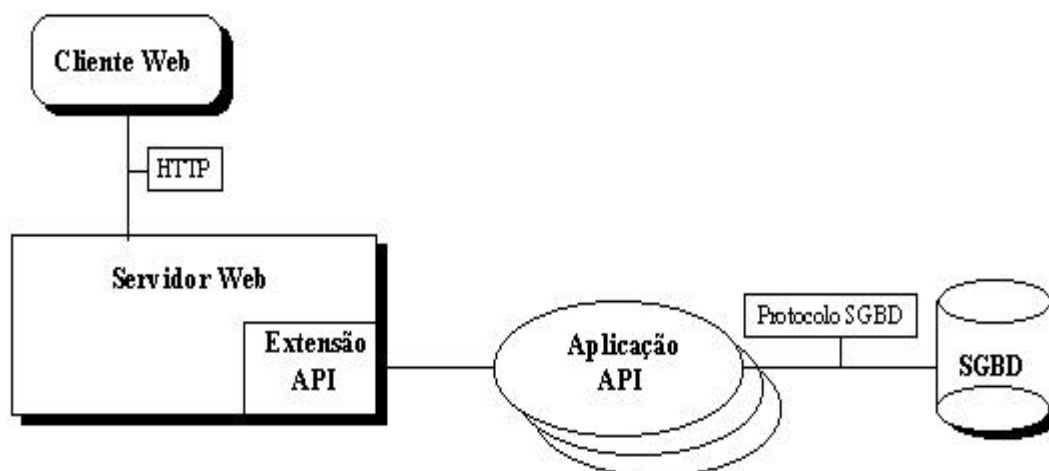 Cliente Web
HTTP
Servidor Web
Extensão
API
Aplicação
API
Protocolo SGBD
SGBD